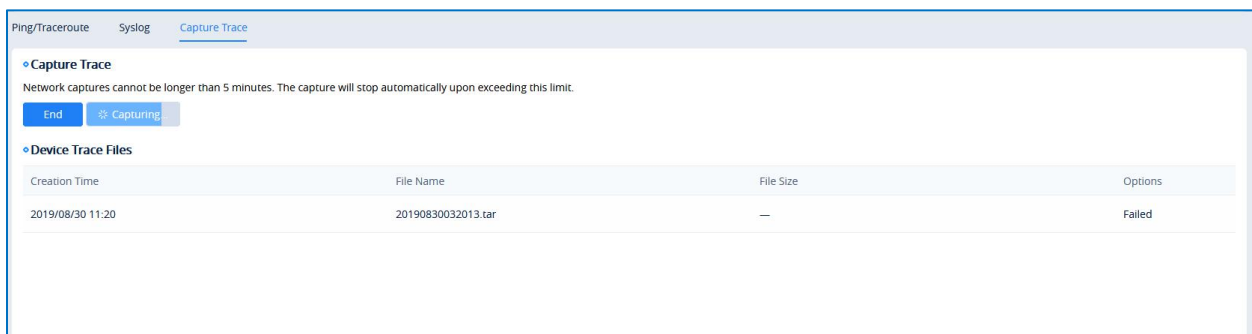 Ping/Traceroute Syslog Capture Trace
Capture Trace
Network captures cannot be longer than 5 minutes. The capture will stop automatically upon exceeding this limit.
End Capturing...
Device Trace Files
Creation Time File Name File Size Options
2019/08/30 11:20 20190830032013.tar — Failed